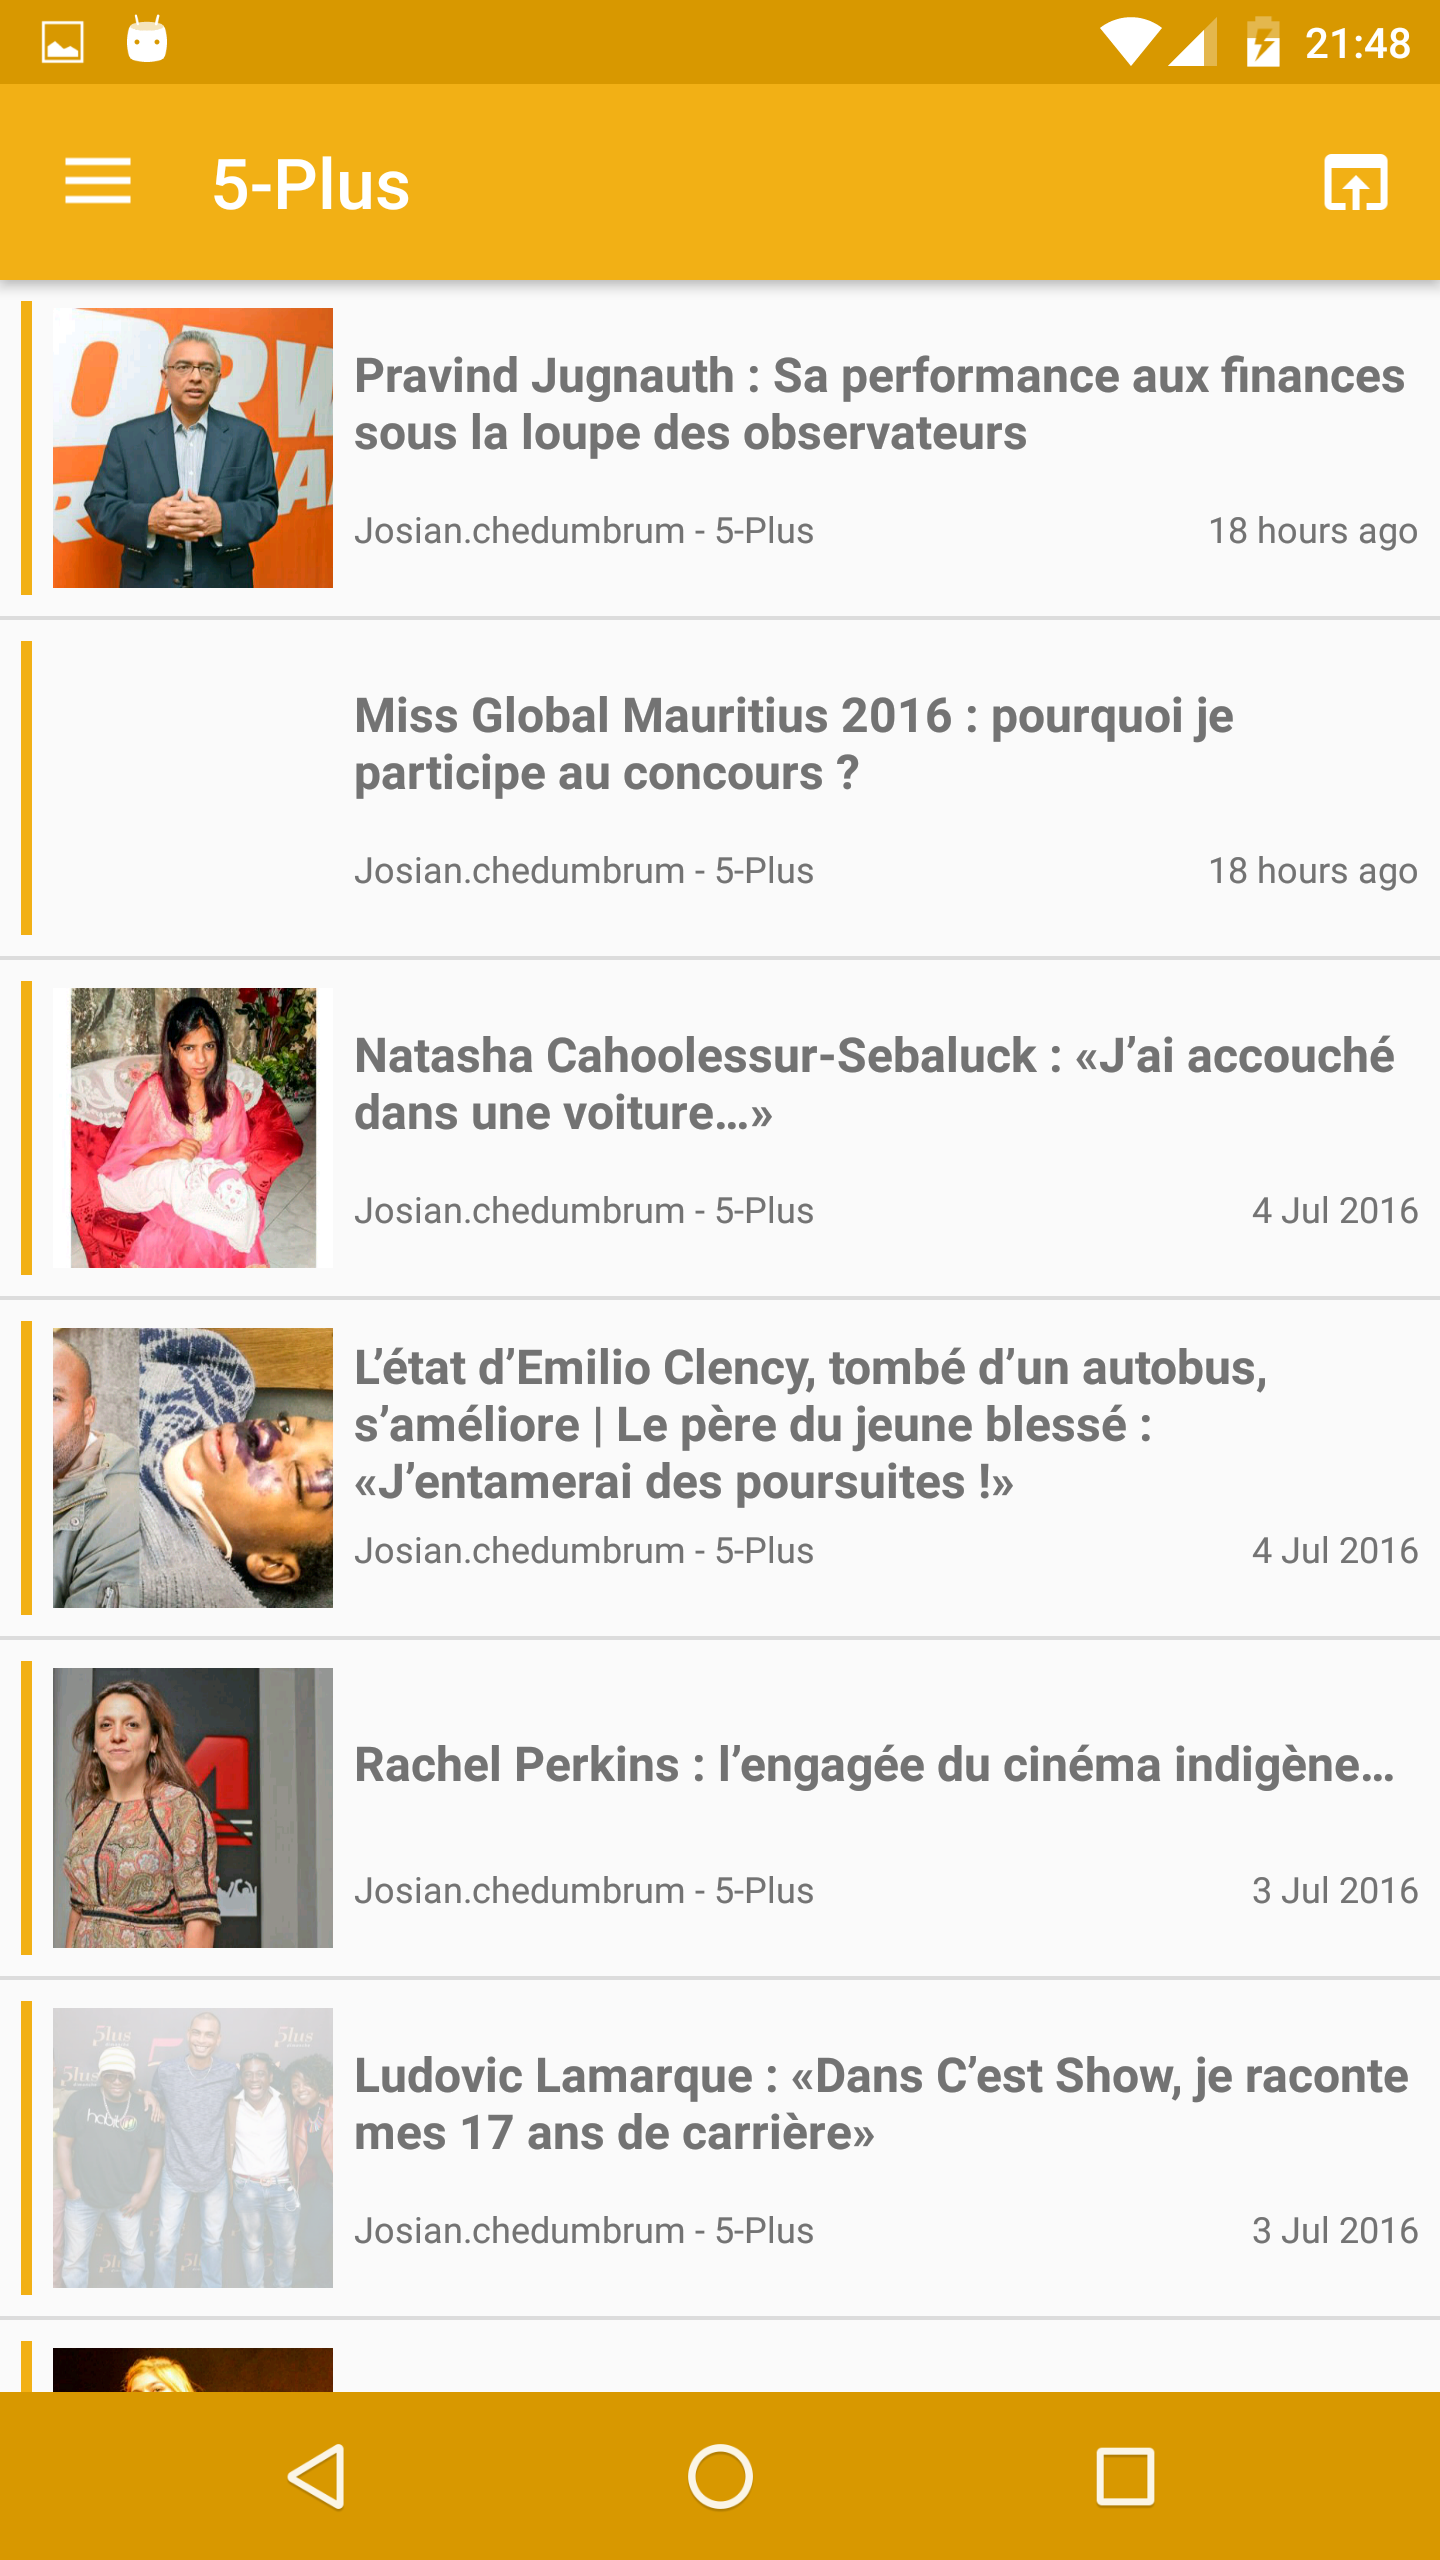 21:48
5-Plus
Pravind Jugnauth : Sa performance aux finances
sous la loupe des observateurs
Josian.chedumbrum - 5-Plus
18 hours ago
Miss Global Mauritius 2016 : pourquoi je
participe au concours ?
Josian.chedumbrum - 5-Plus
18 hours ago
Natasha Cahoolessur-Sebaluck : «J’ai accouché
dans une voiture…»
Josian.chedumbrum - 5-Plus
4 Jul 2016
L’état d’Emilio Clency, tombé d’un autobus,
s’améliore | Le père du jeune blessé :
«J’entamerai des poursuites !»
Josian.chedumbrum - 5-Plus
4 Jul 2016
Rachel Perkins : l’engagée du cinéma indigène…
Josian.chedumbrum - 5-Plus
3 Jul 2016
5lus
5lus
5lus
habit
Ludovic Lamarque : «Dans C’est Show, je raconte
mes 17 ans de carrière»
Josian.chedumbrum - 5-Plus
3 Jul 2016